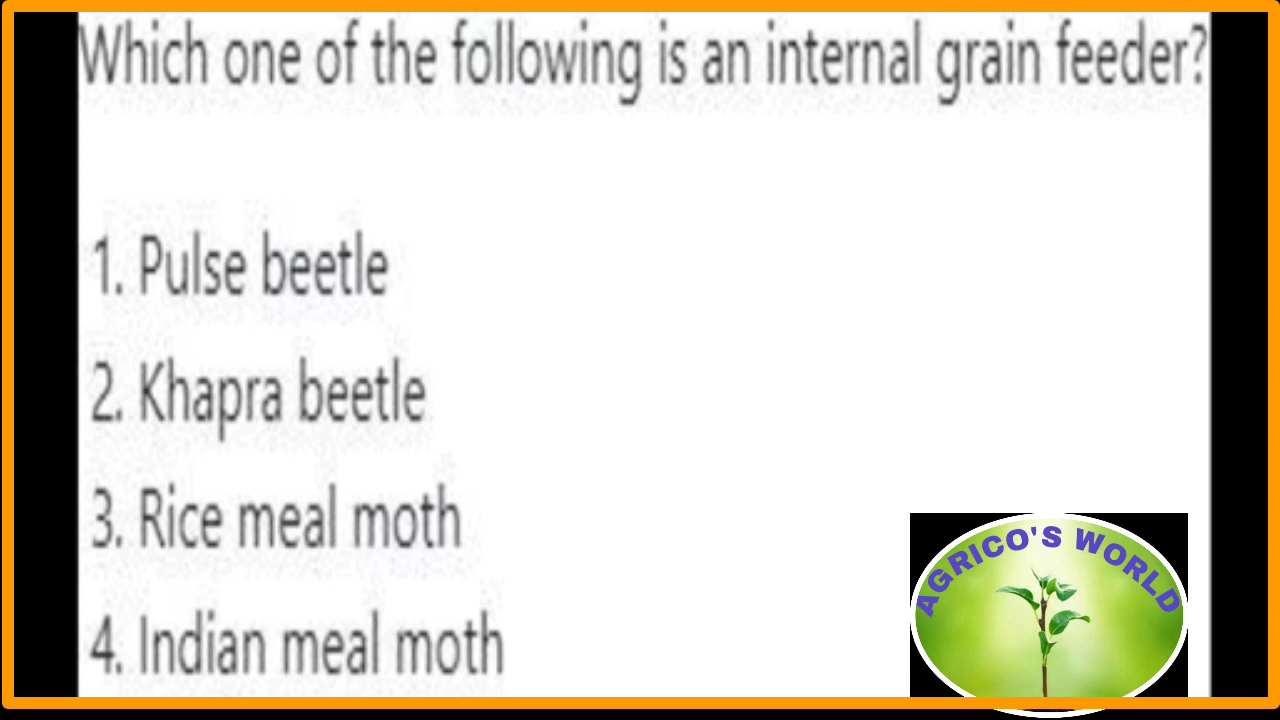 Which one of the following is an internal grain feeder?
1. Pulse beetle
2. Khapra beetle
3. Rice meal moth
4. Indian meal moth
AGRICO'S WORLD